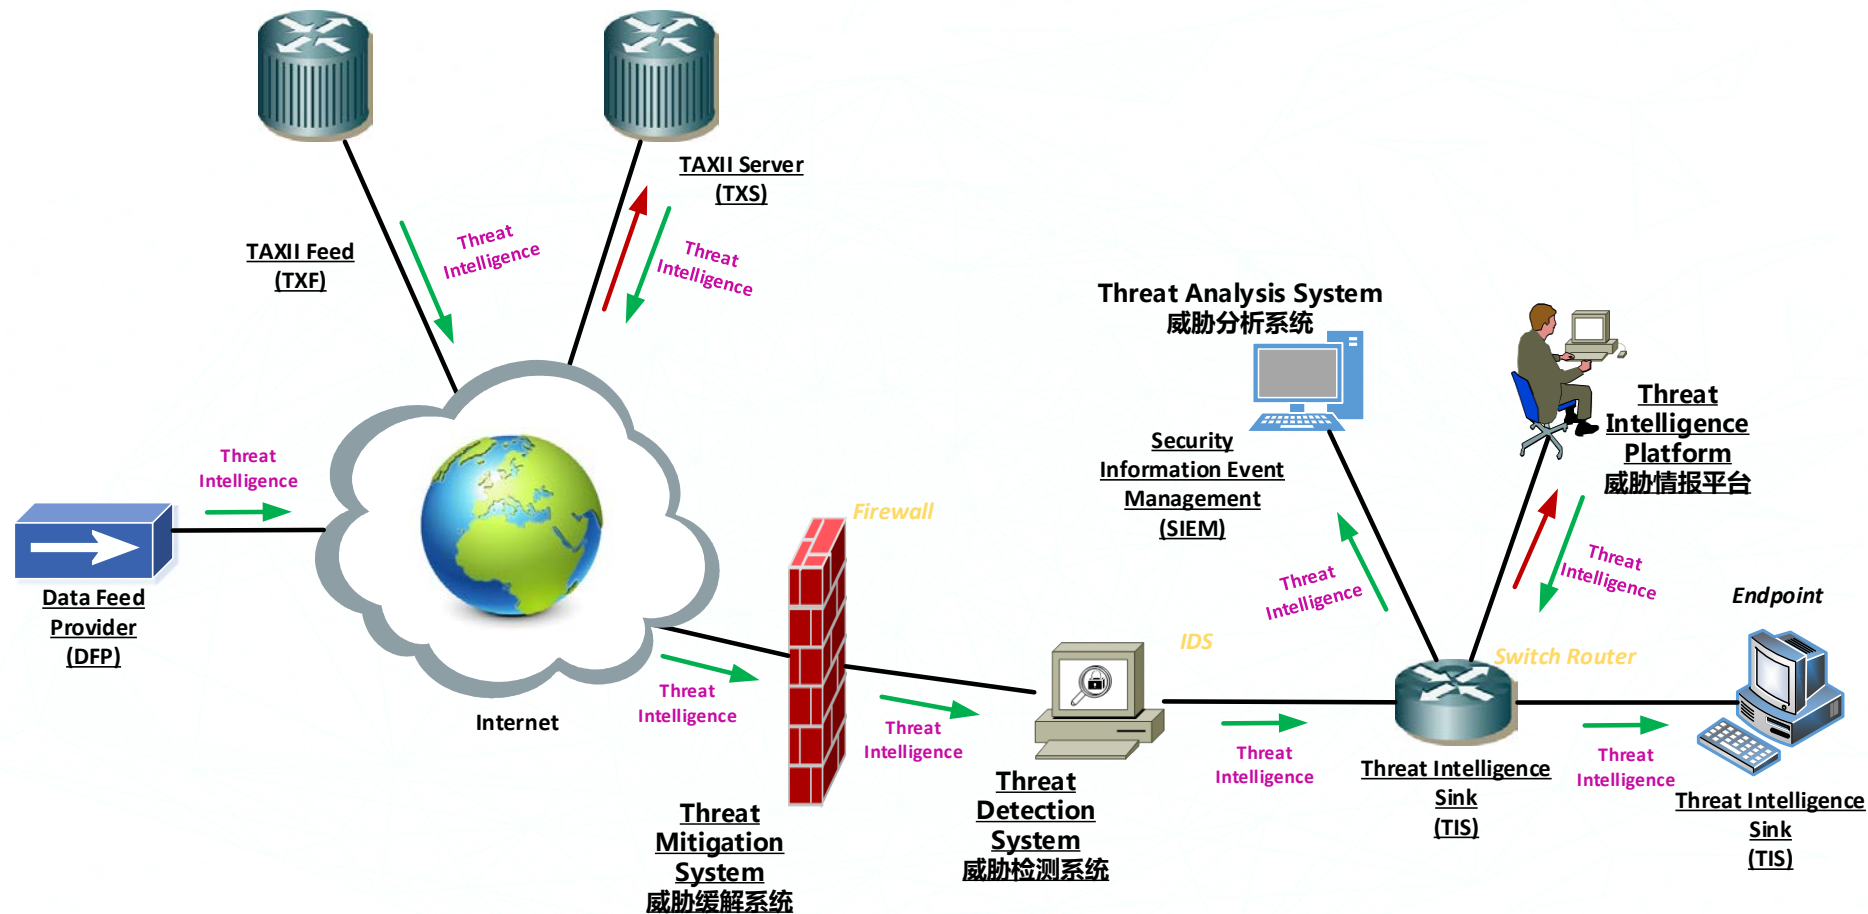 TAXII Server
(TXS)
TAXII Feed
(TXF)
Threat
Intelligence
Threat
Intelligence
Threat Analysis System
威胁分析系统
Security
Information Event
Management
(SIEM)
Threat
Intelligence
Platform
威胁情报平台
Threat
Intelligence
Data Feed
Provider
(DFP)
Internet
Firewall
Threat
Intelligence
Threat
Intelligence
Threat
Mitigation
System
威胁缓解系统
IDS
Threat
Detection
System
威胁检测系统
Threat
Intelligence
Threat
Intelligence
Threat
Intelligence
Switch Router
Threat Intelligence
Sink
(TIS)
Endpoint
Threat
Intelligence
Threat Intelligence
Sink
(TIS)